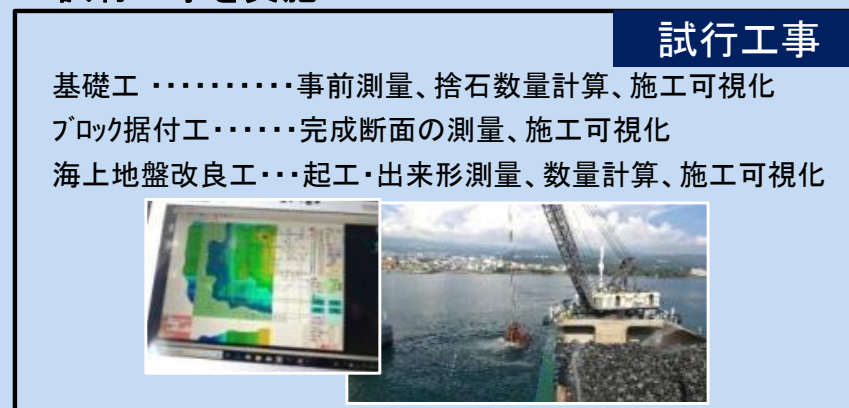 試行工事
基礎工 ・・・・・・・・・・事前測量、捨石数量計算、施工可視化
ﾌﾞﾛｯｸ据付工・・・・・・完成断面の測量、施工可視化
海上地盤改良工・・・起工・出来形測量、数量計算、施工可視化